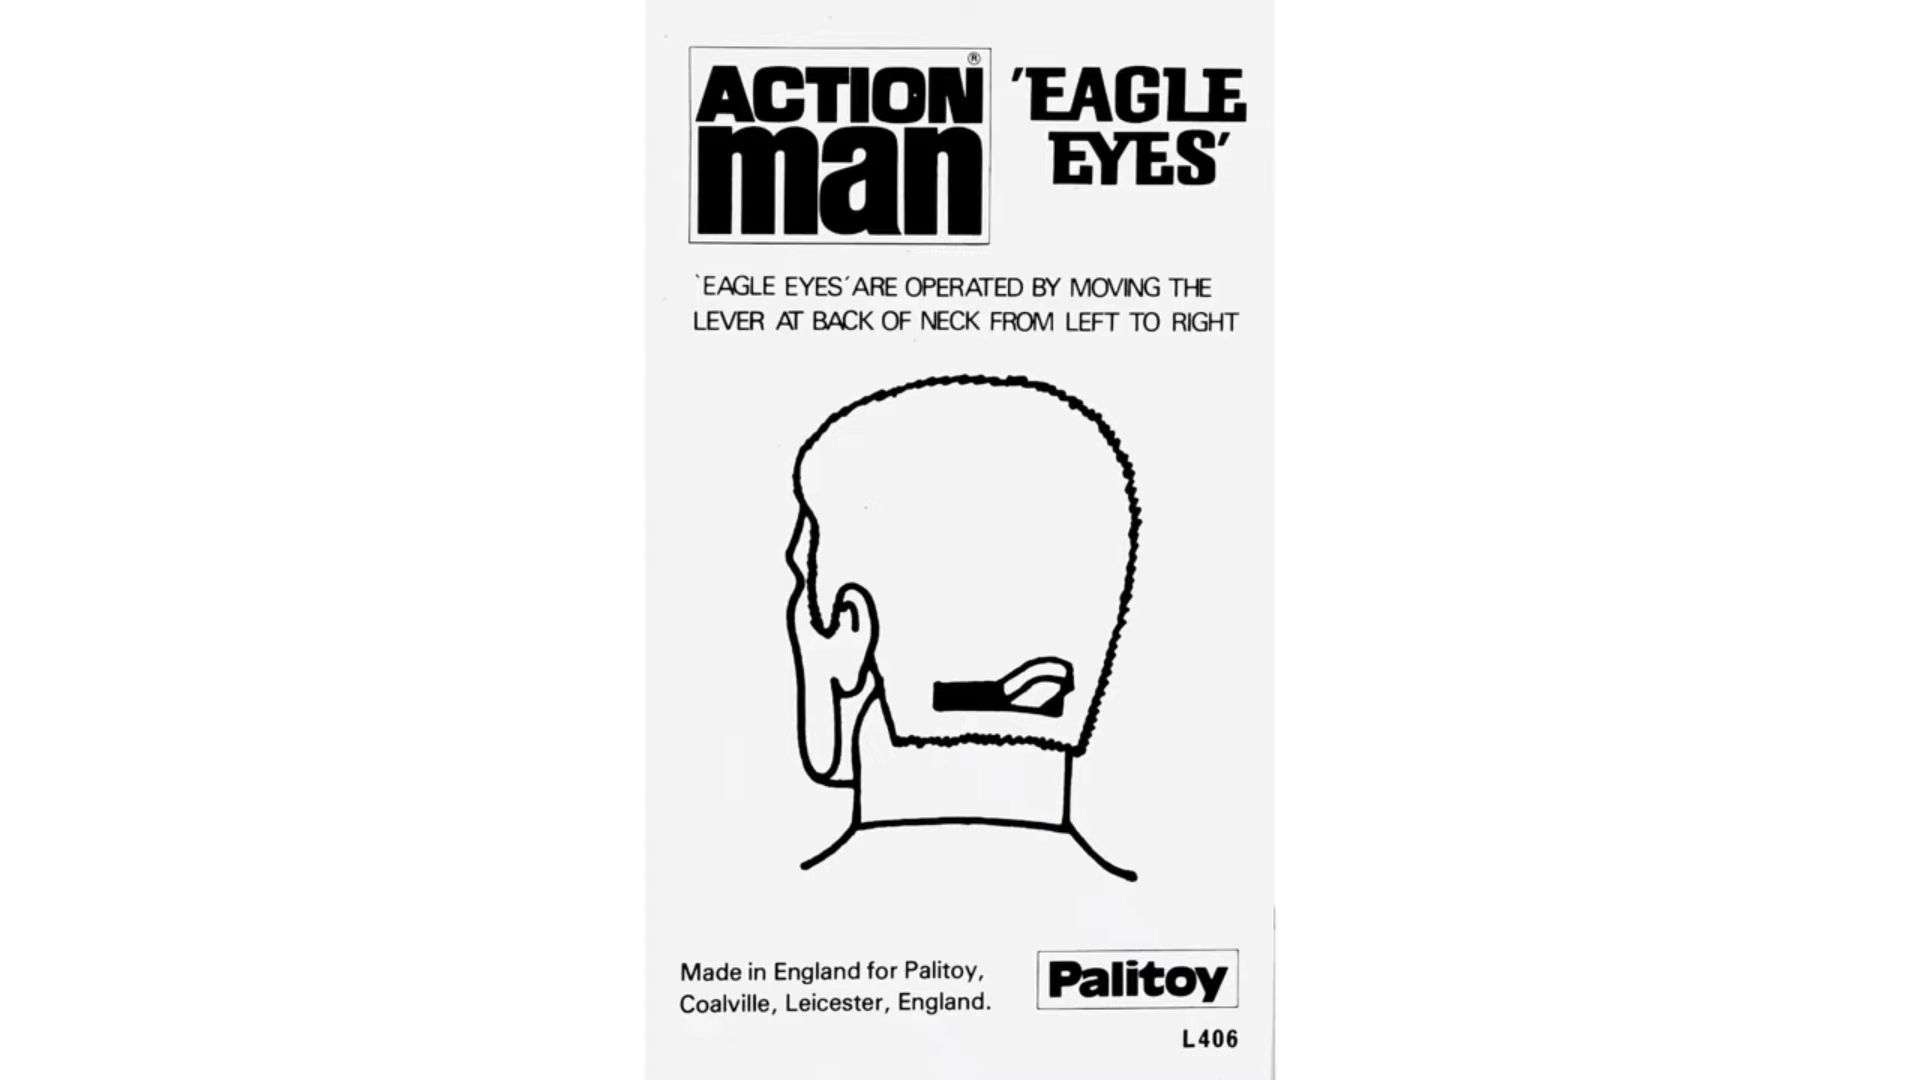 ACTION
man®
'EAGLE
EYES'
`EAGLE EYES´ARE OPERATED BY MOVING THE
LEVER AT BACK OF NECK FROM LEFT TO RIGHT
Made in England for Palitoy,
Coalville, Leicester, England.
Palitoy
L406